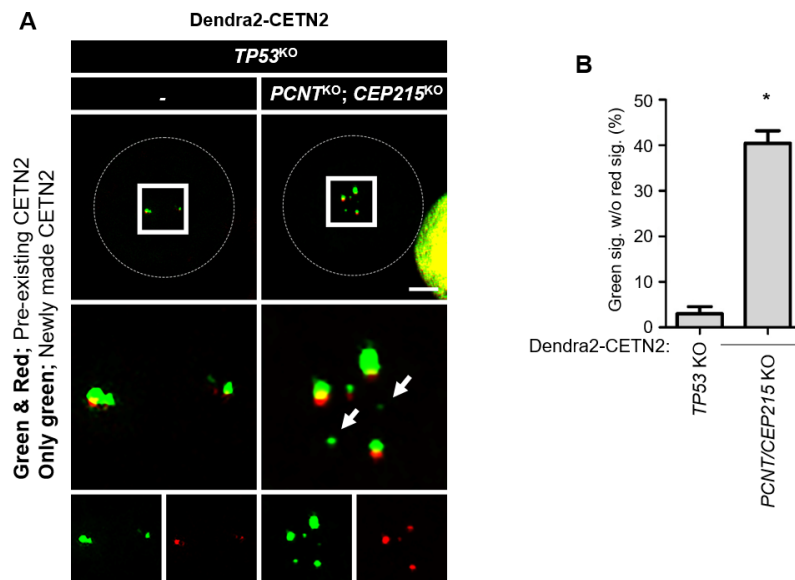 A
Dendra2-CETN2
TP53KO
-
PCNTKO; CEP215KO
Green & Red; Pre-existing CETN2
Only green; Newly made CETN2
B
*
Green sig. w/o red sig. (%)
50
40
30
20
10
0
Dendra2-CETN2:
TP53 KO
PCNT/CEP215 KO